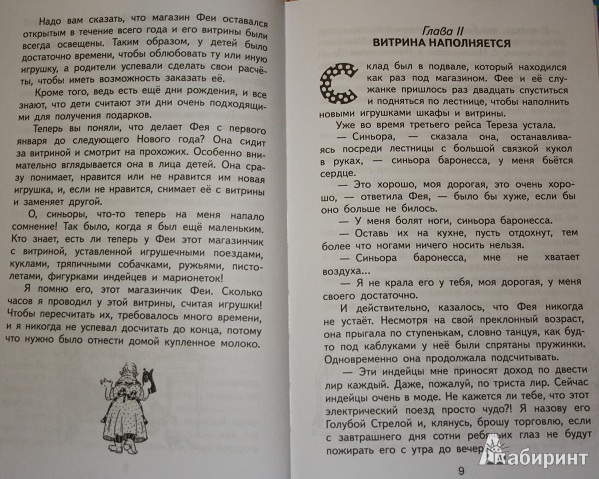 Надо вам сказать, что магазин Феи оставался
открытым в течение всего года и его витрины были
всегда освещены. Таким образом, у детей было
достаточно времени, чтобы облюбовать ту или иную
игрушку, а родители успевали сделать свои расчё-
ты, чтобы иметь возможность заказать её.
Кроме того, ведь есть ещё дни рождения, и все
знают, что дети считают эти дни очень подходящи-
ми для получения подарков.
Теперь вы поняли, что делает Фея с первого
января до следующего Нового года? Она сидит
за витриной и смотрит на прохожих. Особенно вни-
мательно вглядывается она в лица детей. Она сра-
зу понимает, нравится или не нравится им новая
игрушка, и, если не нравится, снимает её с витрины
и заменяет другой.
О, синьоры, что-то теперь на меня напало
сомнение! Так было, когда я был ещё маленьким.
Кто знает, есть ли теперь у Феи этот магазинчик
с витриной, уставленной игрушечными поездами,
куклами, тряпичными собачками, ружьями, писто-
летами, фигурками индейцев и марионеток!
Я помню его, этот магазинчик Феи. Сколько
часов я проводил у этой витрины, считая игрушки!
Чтобы пересчитать их, требовалось много времени,
и я никогда не успевал досчитать до конца, потому
что нужно было отнести домой купленное молоко.
Глава II
ВИТРИНА НАПОЛНЯЕТСЯ
Склад был в подвале, который находился
как раз под магазином. Фее и её слу-
жанке пришлось раз двадцать спуститься
и подняться по лестнице, чтобы наполнить
новыми игрушками шкафы и витрины.
Уже во время третьего рейса Тереза устала.
— Синьора, — сказала она, останавлива-
ясь посреди лестницы с большой связкой кукол
в руках, — синьора баронесса, у меня бьётся
сердце.
— Это хорошо, моя дорогая, это очень хоро-
шо, — ответила Фея, — было бы хуже, если бы
оно больше не билось.
— У меня болят ноги, синьора баронесса.
— Оставь их на кухне, пусть отдохнут, тем
более что ногами ничего носить нельзя.
— Синьора баронесса, мне не хватает
воздуха...
— Я не крала его у тебя, моя дорогая, у меня
своего достаточно.
И действительно, казалось, что Фея никогда
не устаёт. Несмотря на свой преклонный возраст,
она прыгала по ступенькам, словно танцуя, как буд-
то под каблуками у неё были спрятаны пружинки.
Одновременно она продолжала подсчитывать.
— Эти индейцы мне приносят доход по двести
лир каждый. Даже, пожалуй, по триста лир. Сейчас
индейцы очень в моде. Не кажется ли тебе, что этот
электрический поезд просто чудо?! Я назову его
Голубой Стрелой и, клянусь, брошу торговлю, если
с завтрашнего дня сотни ребячьих глаз не будут
пожирать его с утра до вечера
9
Лабиринт